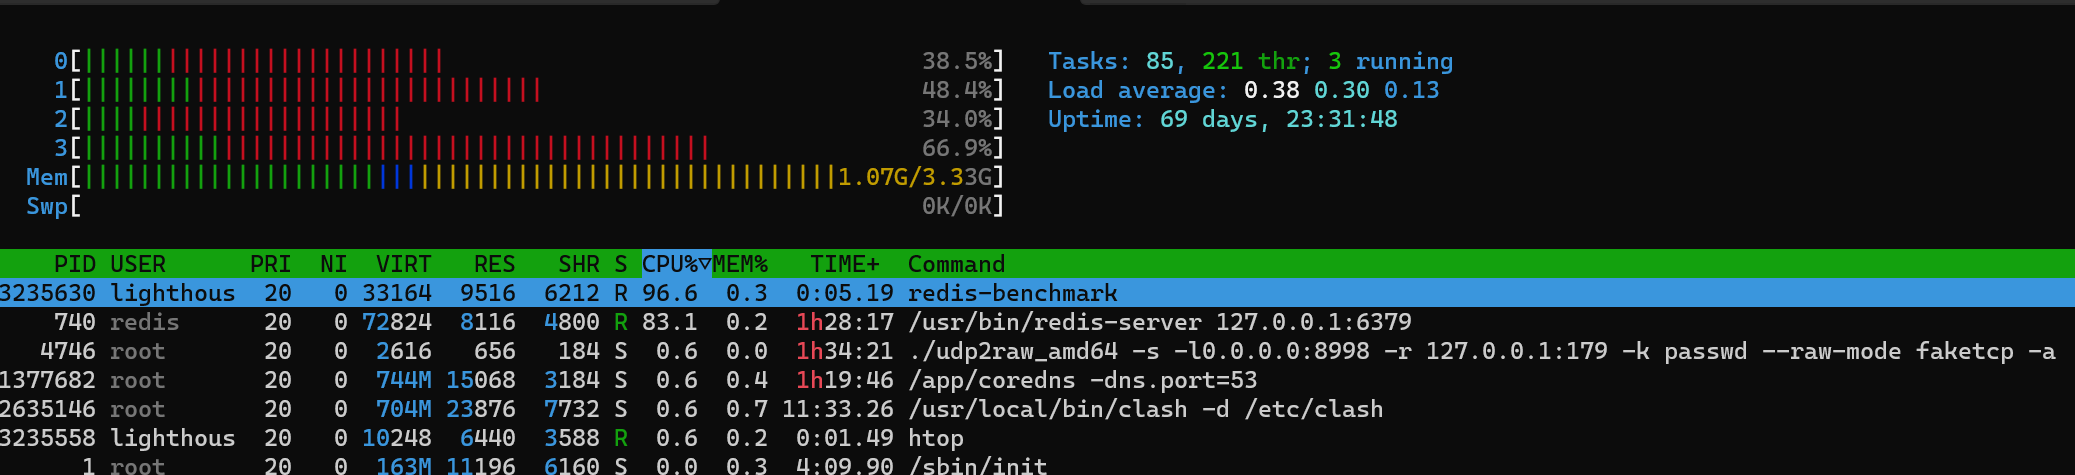 0[|||||||||||||||||||||||||| 38.5%] Tasks: 85, 221 thr; 3 running
1[||||||||||||||||||||||||||||||||| 48.4%] Load average: 0.38 0.30 0.13
2[||||||||||||||||||||||| 34.0%] Uptime: 69 days, 23:31:48
3[||||||||||||||||||||||||||||||||||||||||||||| 66.9%]
Mem[||||||||||||||||||||||||||||||||||||||||||||||||||||||1.07G/3.33G]
Swp[ 0K/0K]
PID USER PRI NI VIRT RES SHR S CPU%▽MEM% TIME+ Command
3235630 lighthous 20 0 33164 9516 6212 R 96.6 0.3 0:05.19 redis-benchmark
740 redis 20 0 72824 8116 4800 R 83.1 0.2 1h28:17 /usr/bin/redis-server 127.0.0.1:6379
4746 root 20 0 2616 656 184 S 0.6 0.0 1h34:21 ./udp2raw_amd64 -s -l0.0.0.0:8998 -r 127.0.0.1:179 -k passwd --raw-mode faketcp -a
1377682 root 20 0 744M 15068 3184 S 0.6 0.4 1h19:46 /app/coredns -dns.port=53
2635146 root 20 0 704M 23876 7732 S 0.6 0.7 11:33.26 /usr/local/bin/clash -d /etc/clash
3235558 lighthous 20 0 10248 6440 3588 R 0.6 0.2 0:01.49 htop
1 root 20 0 163M 11196 6160 S 0.0 0.3 4:09.90 /sbin/init